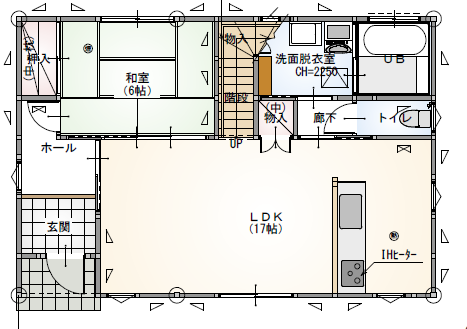 物入
押入
(中)
和室
(6帖)
洗面脱衣室
CH=2250
UB
階段
(中)
物入
廊下
トイレ
ホール
UP
玄関
LDK
(17帖)
IHﾋｰﾀｰ